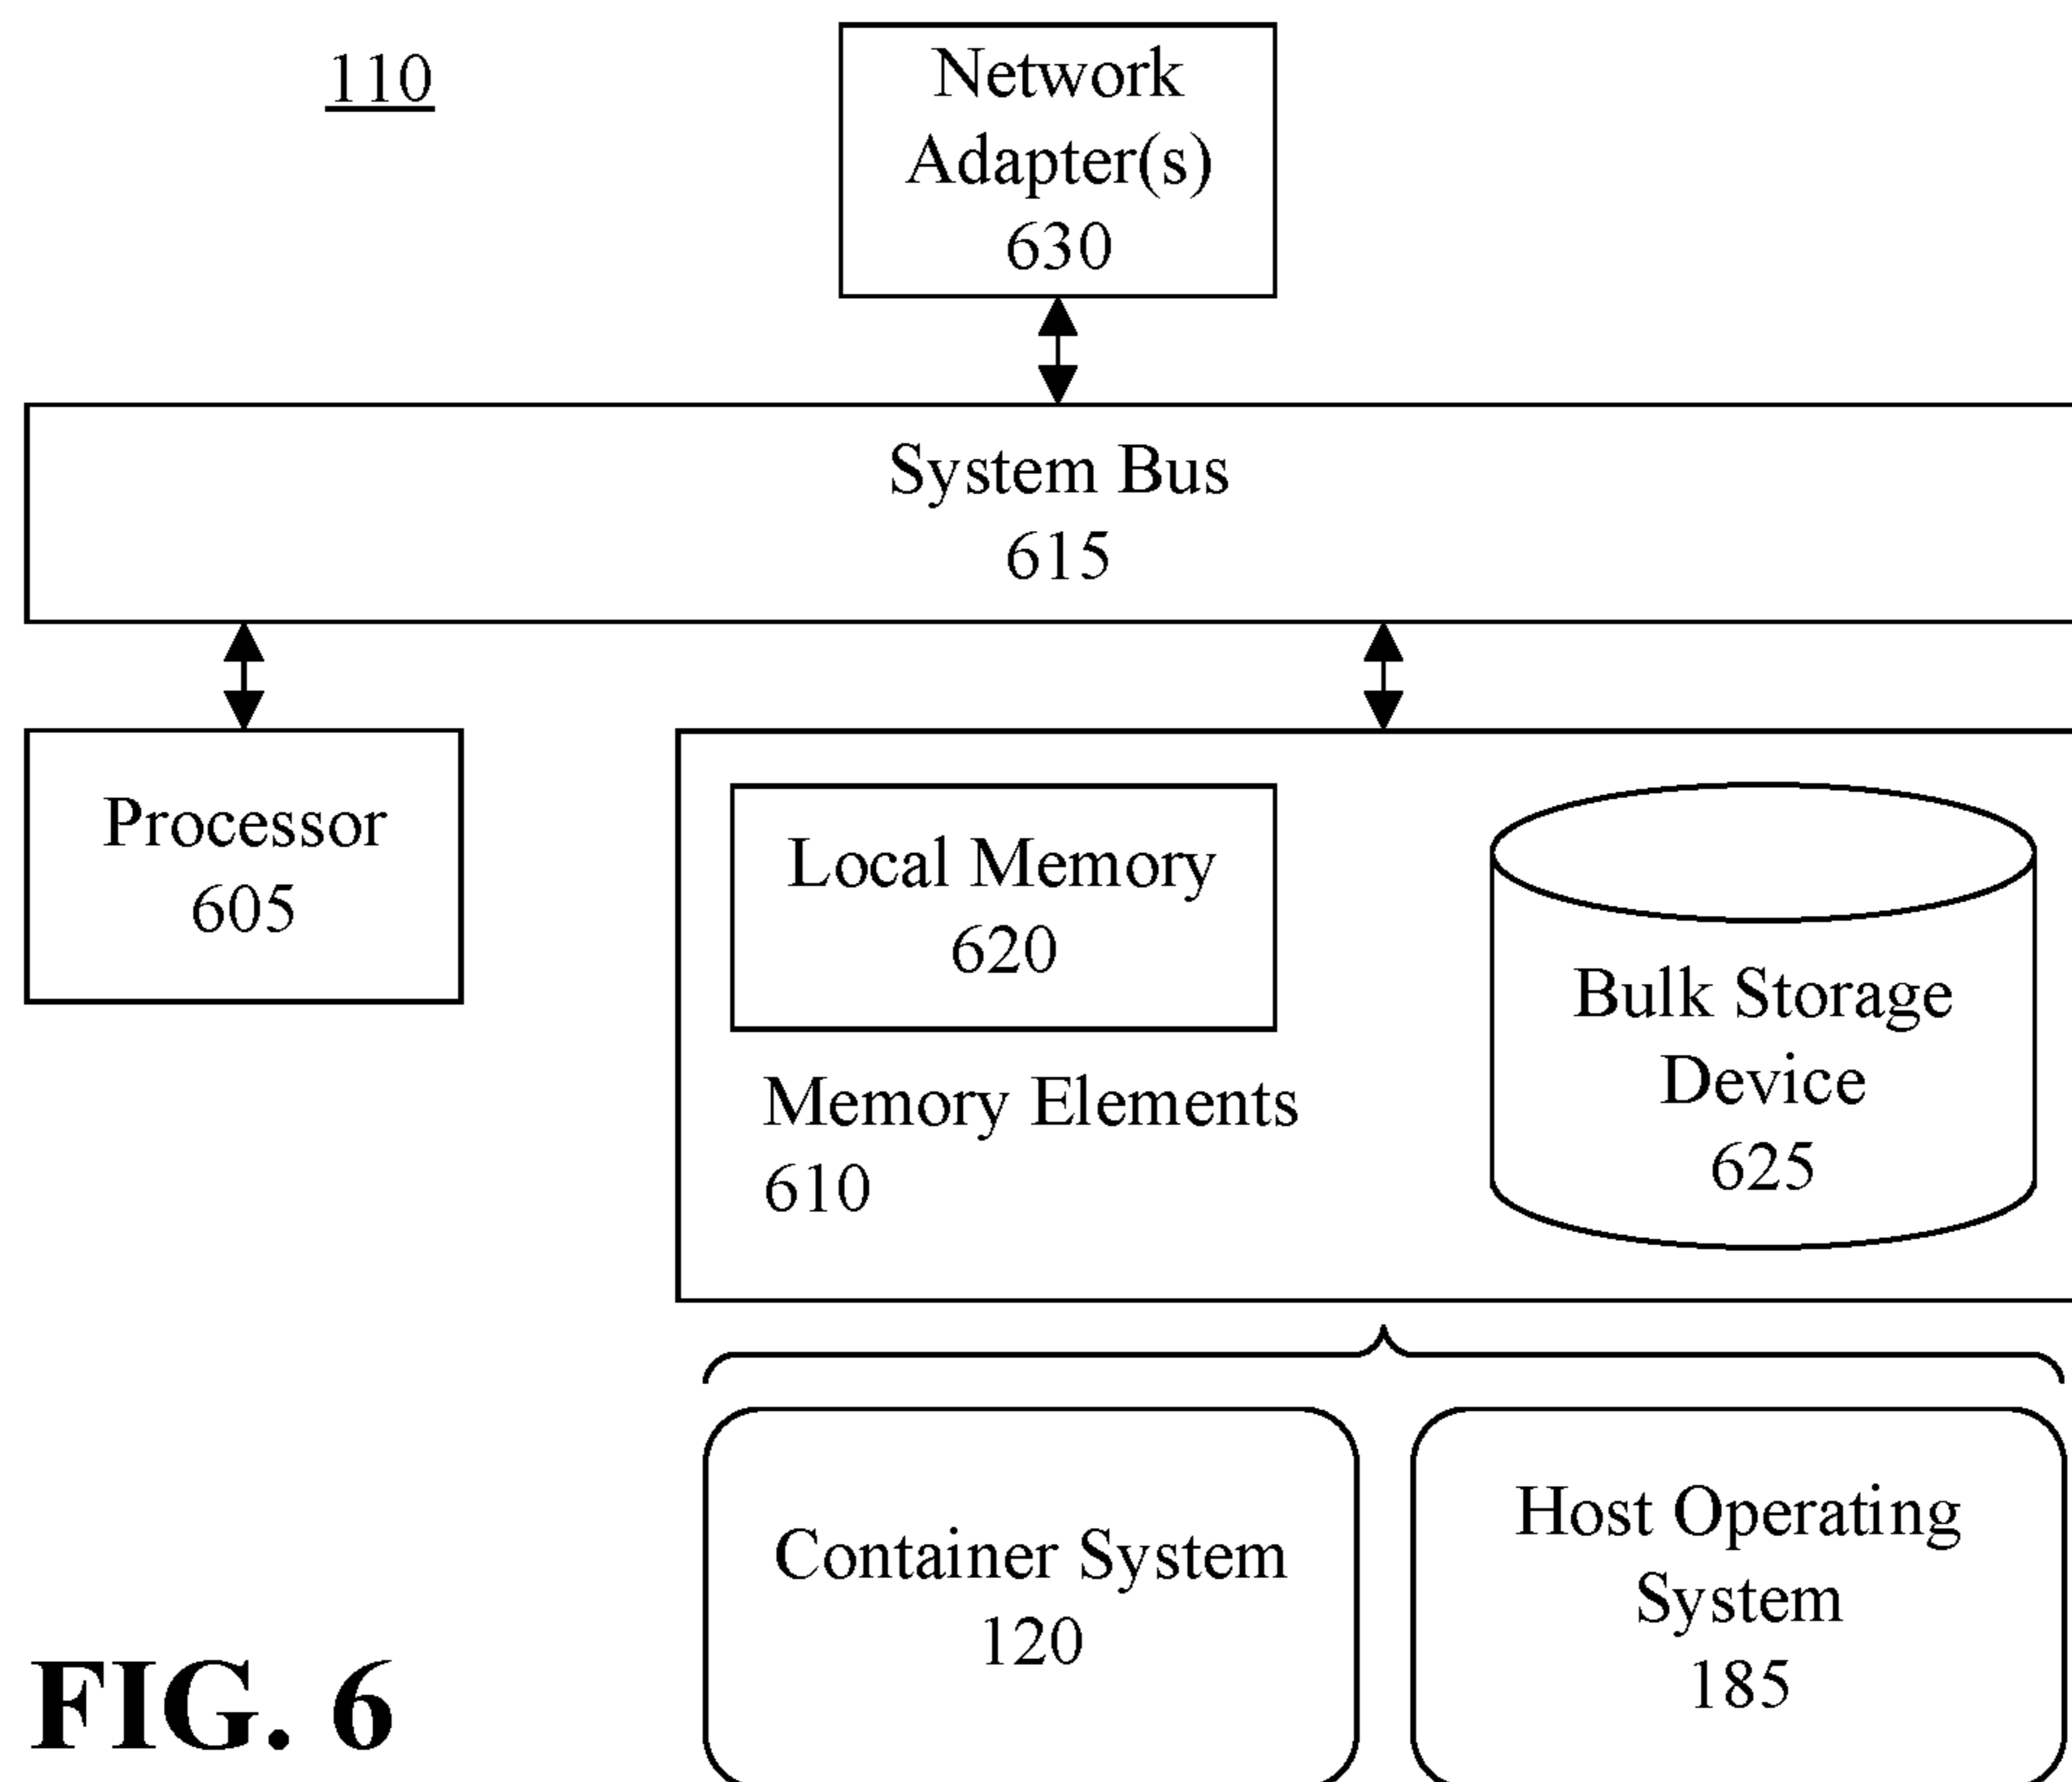 110
Network
Adapter(s)
630
System Bus
615
Processor
605
Local Memory
620
Memory Elements
610
Bulk Storage
Device
625
Container System
120
Host Operating
System
185
FIG. 6